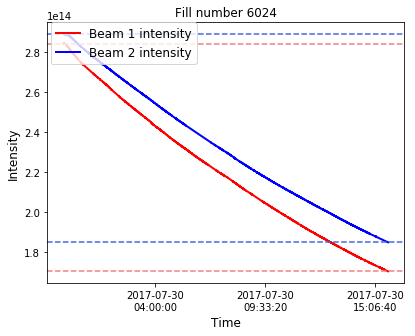 Fill number 6024
1e14
Beam 1 intensity
Beam 2 intensity
2.8
2.6
2.4
2.2
2.0
1.8
Intensity
2017-07-30
04:00:00
2017-07-30
09:33:20
2017-07-30
15:06:40
Time